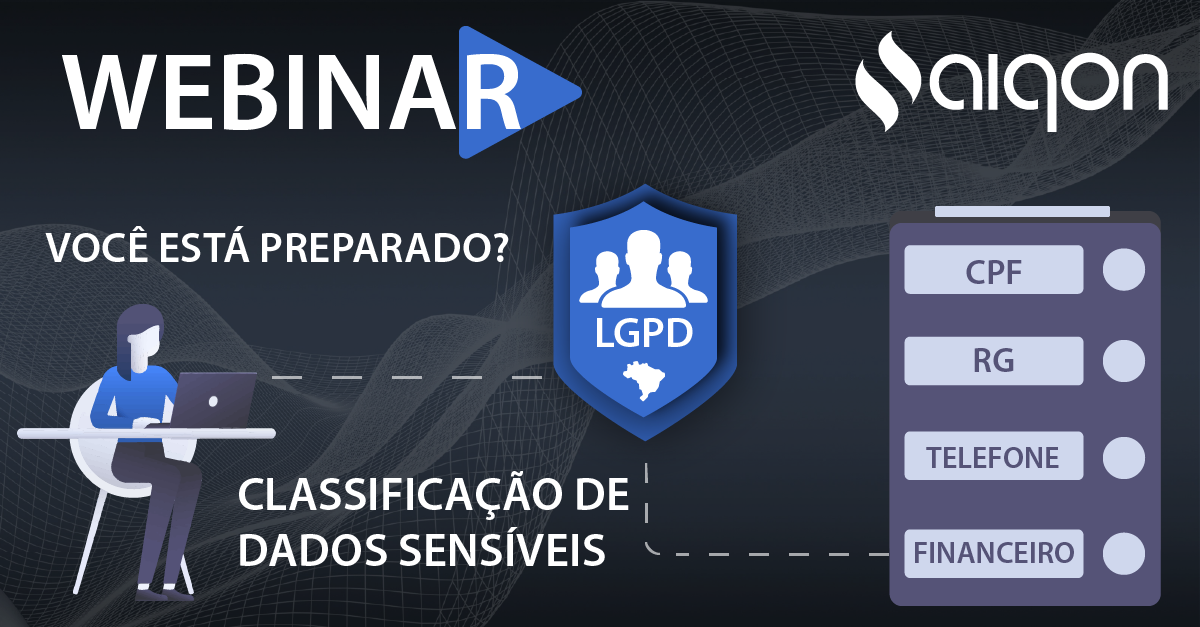 WEBINAR
aiqon
VOCÊ ESTÁ PREPARADO?
LGPD
CPF
RG
TELEFONE
FINANCEIRO
CLASSIFICAÇÃO DE
DADOS SENSÍVEIS